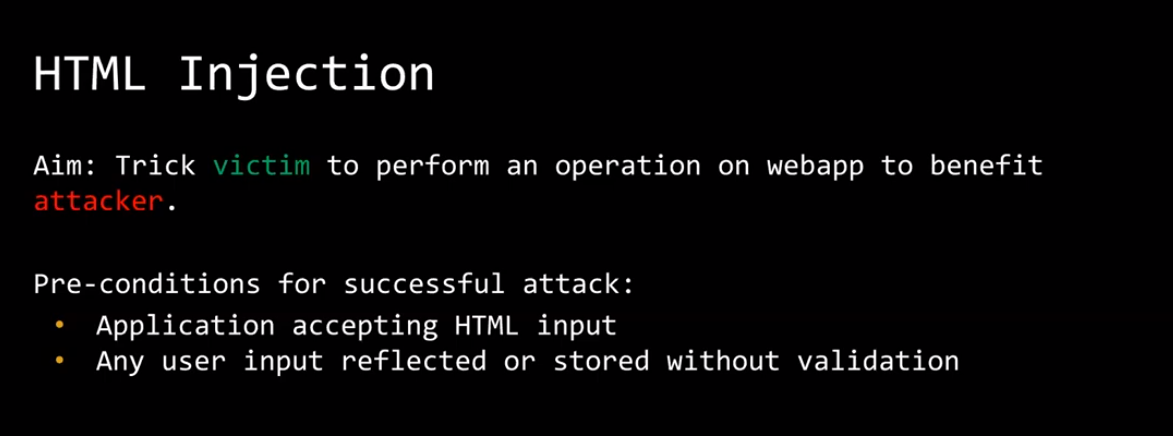 HTML Injection
Aim: Trick victim to perform an operation on webapp to benefit
attacker.
Pre-conditions for successful attack:
• Application accepting HTML input
• Any user input reflected or stored without validation